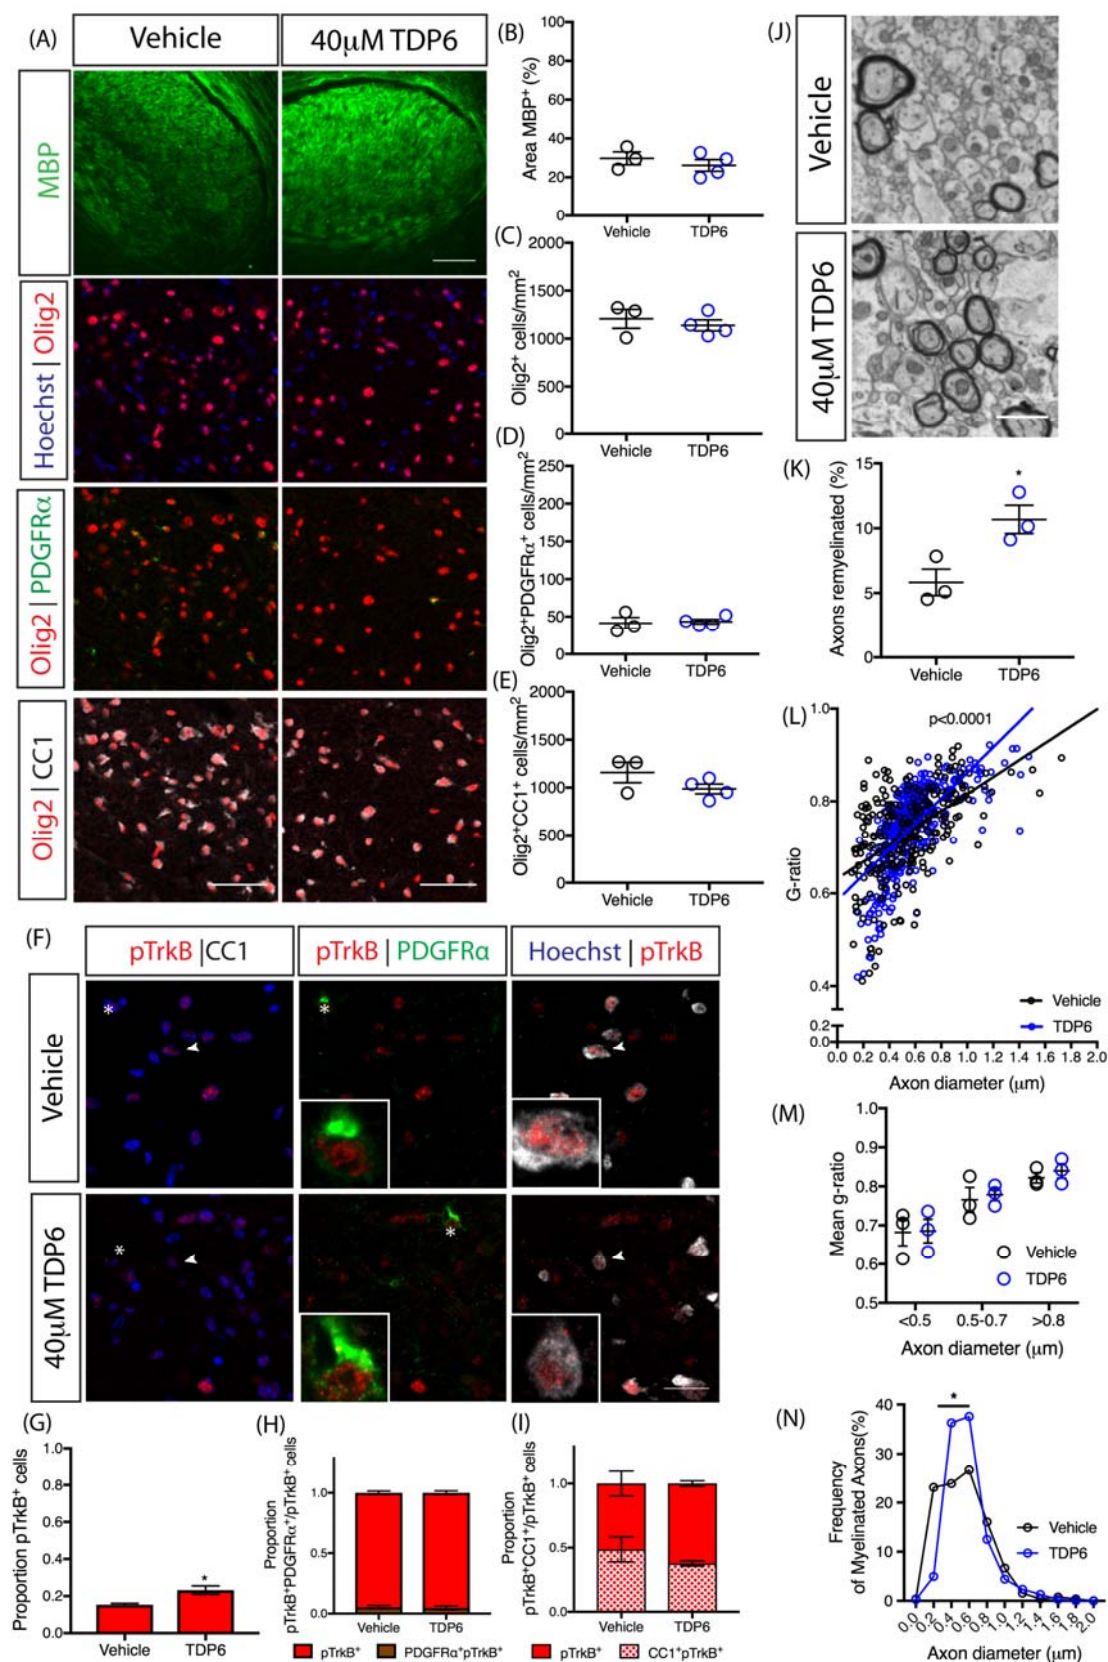 (A)
Vehicle
40μM TDP6
MBP
Hoechst | Olig2
Olig2 | PDGFRα
Olig2 | CC1
(B)
Area MBP⁺ (%)
100
80
60
40
20
0
Vehicle
TDP6
(C)
Olig2⁺ cells/mm²
2000
1500
1000
500
0
Vehicle
TDP6
(D)
Olig2⁺PDGFRα⁺ cells/mm²
250
200
150
100
50
0
Vehicle
TDP6
(E)
Olig2⁺CC1⁺ cells/mm²
2000
1500
1000
500
0
Vehicle
TDP6
(F)
pTrkB |CC1
pTrkB | PDGFRα
Hoechst | pTrkB
Vehicle
40μM TDP6
*
*
*
*
(G)
Proportion pTrkB⁺ cells
1.0
0.8
0.6
0.4
0.2
0.0
*
Vehicle
TDP6
(H)
Proportion
pTrkB⁺PDGFRα⁺/pTrkB⁺ cells
1.0
0.5
0.0
Vehicle
TDP6
pTrkB⁺
PDGFRα⁺pTrkB⁺
(I)
Proportion
pTrkB⁺CC1⁺/pTrkB⁺ cells
1.0
0.5
0.0
Vehicle
TDP6
pTrkB⁺
CC1⁺pTrkB⁺
(J)
Vehicle
40μM TDP6
(K)
Axons remyelinated (%)
15
10
5
0
*
Vehicle
TDP6
(L)
G-ratio
1.0
0.8
0.6
0.4
0.2
0.0
p<0.0001
Vehicle
TDP6
0.0 0.2 0.4 0.6 0.8 1.0 1.2 1.4 1.6 1.8 2.0
Axon diameter (μm)
(M)
Mean g-ratio
1.0
0.9
0.8
0.7
0.6
0.5
Vehicle
TDP6
<0.5 0.5-0.7 >0.8
Axon diameter (μm)
(N)
Frequency
of Myelinated Axons(%)
40
30
20
10
0
*
Vehicle
TDP6
0.0 0.2 0.4 0.6 0.8 1.0 1.2 1.4 1.6 1.8 2.0
Axon diameter (μm)